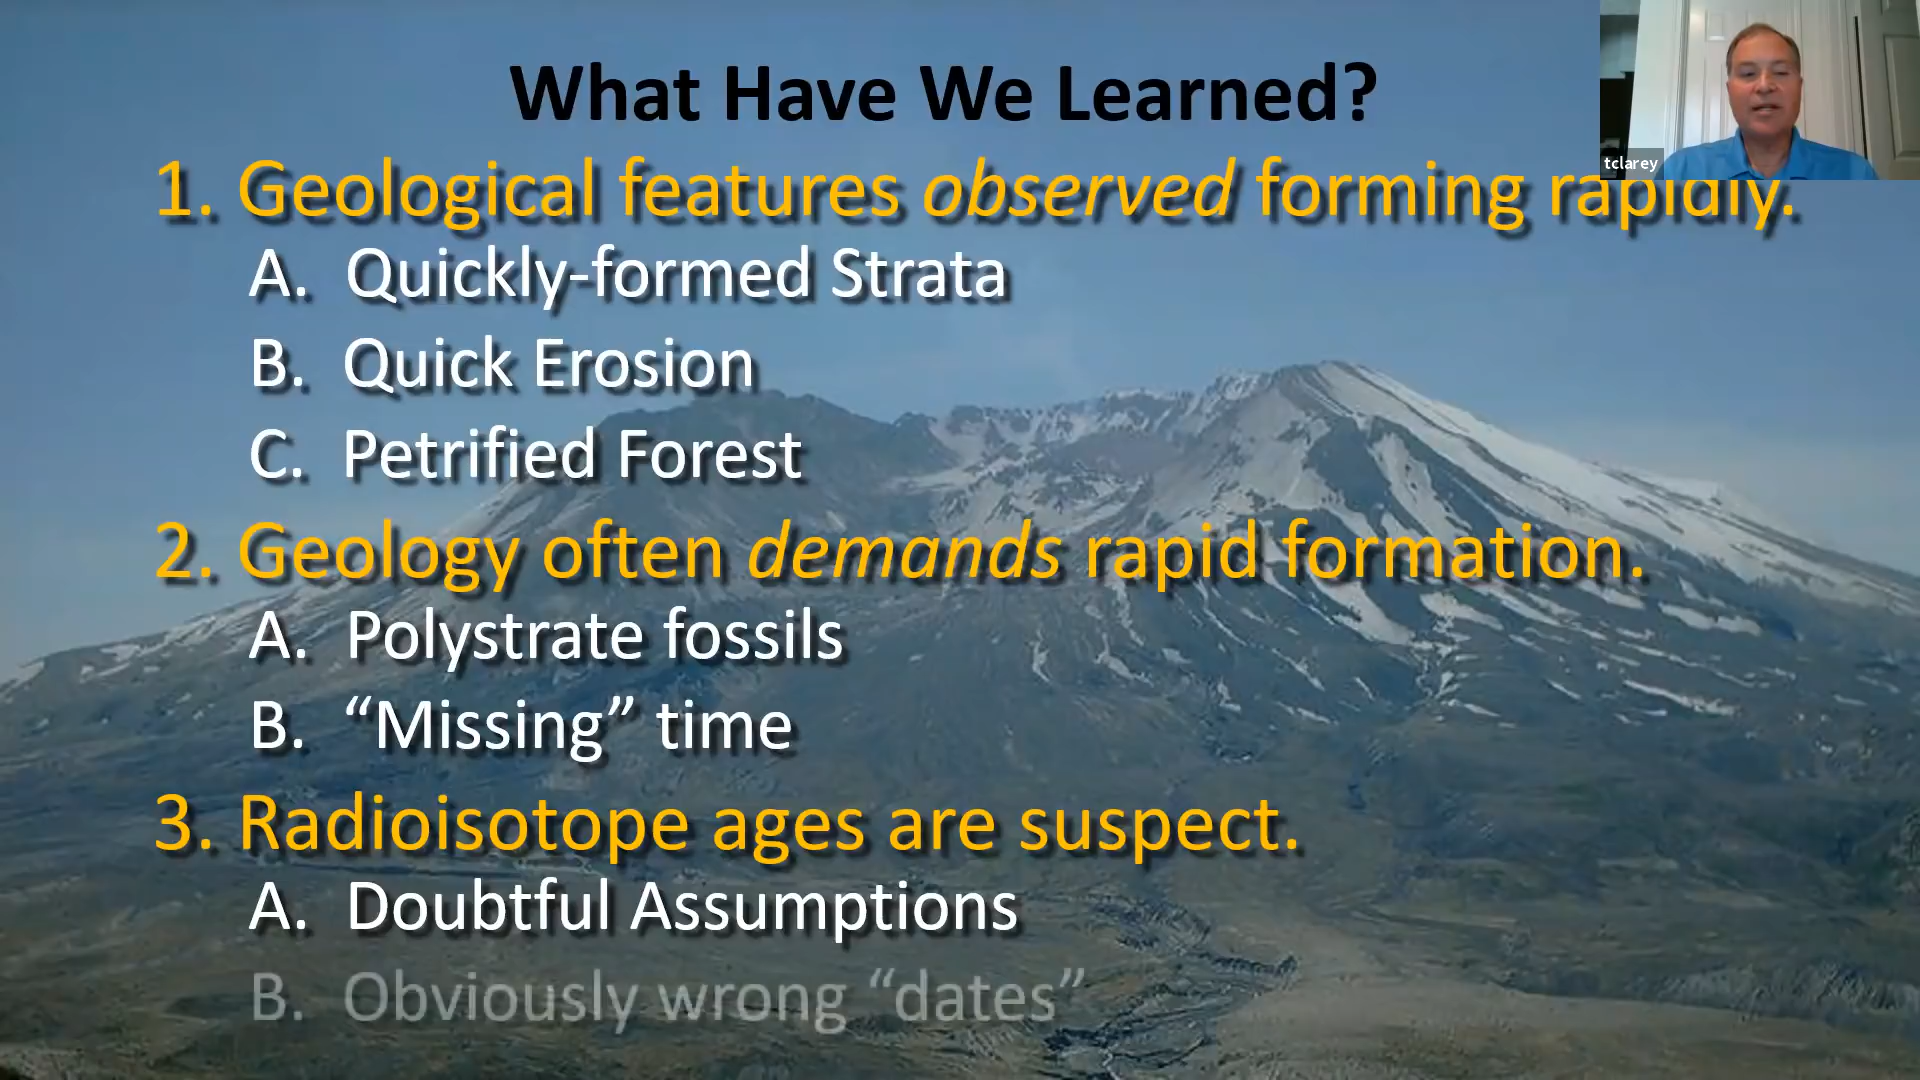 What Have We Learned?
tclarey
1. Geological features observed forming rapidly.
A. Quickly-formed Strata
B. Quick Erosion
C. Petrified Forest
2. Geology often demands rapid formation.
A. Polystrate fossils
B. “Missing” time
3. Radioisotope ages are suspect.
A. Doubtful Assumptions
B. Obviously wrong “dates”